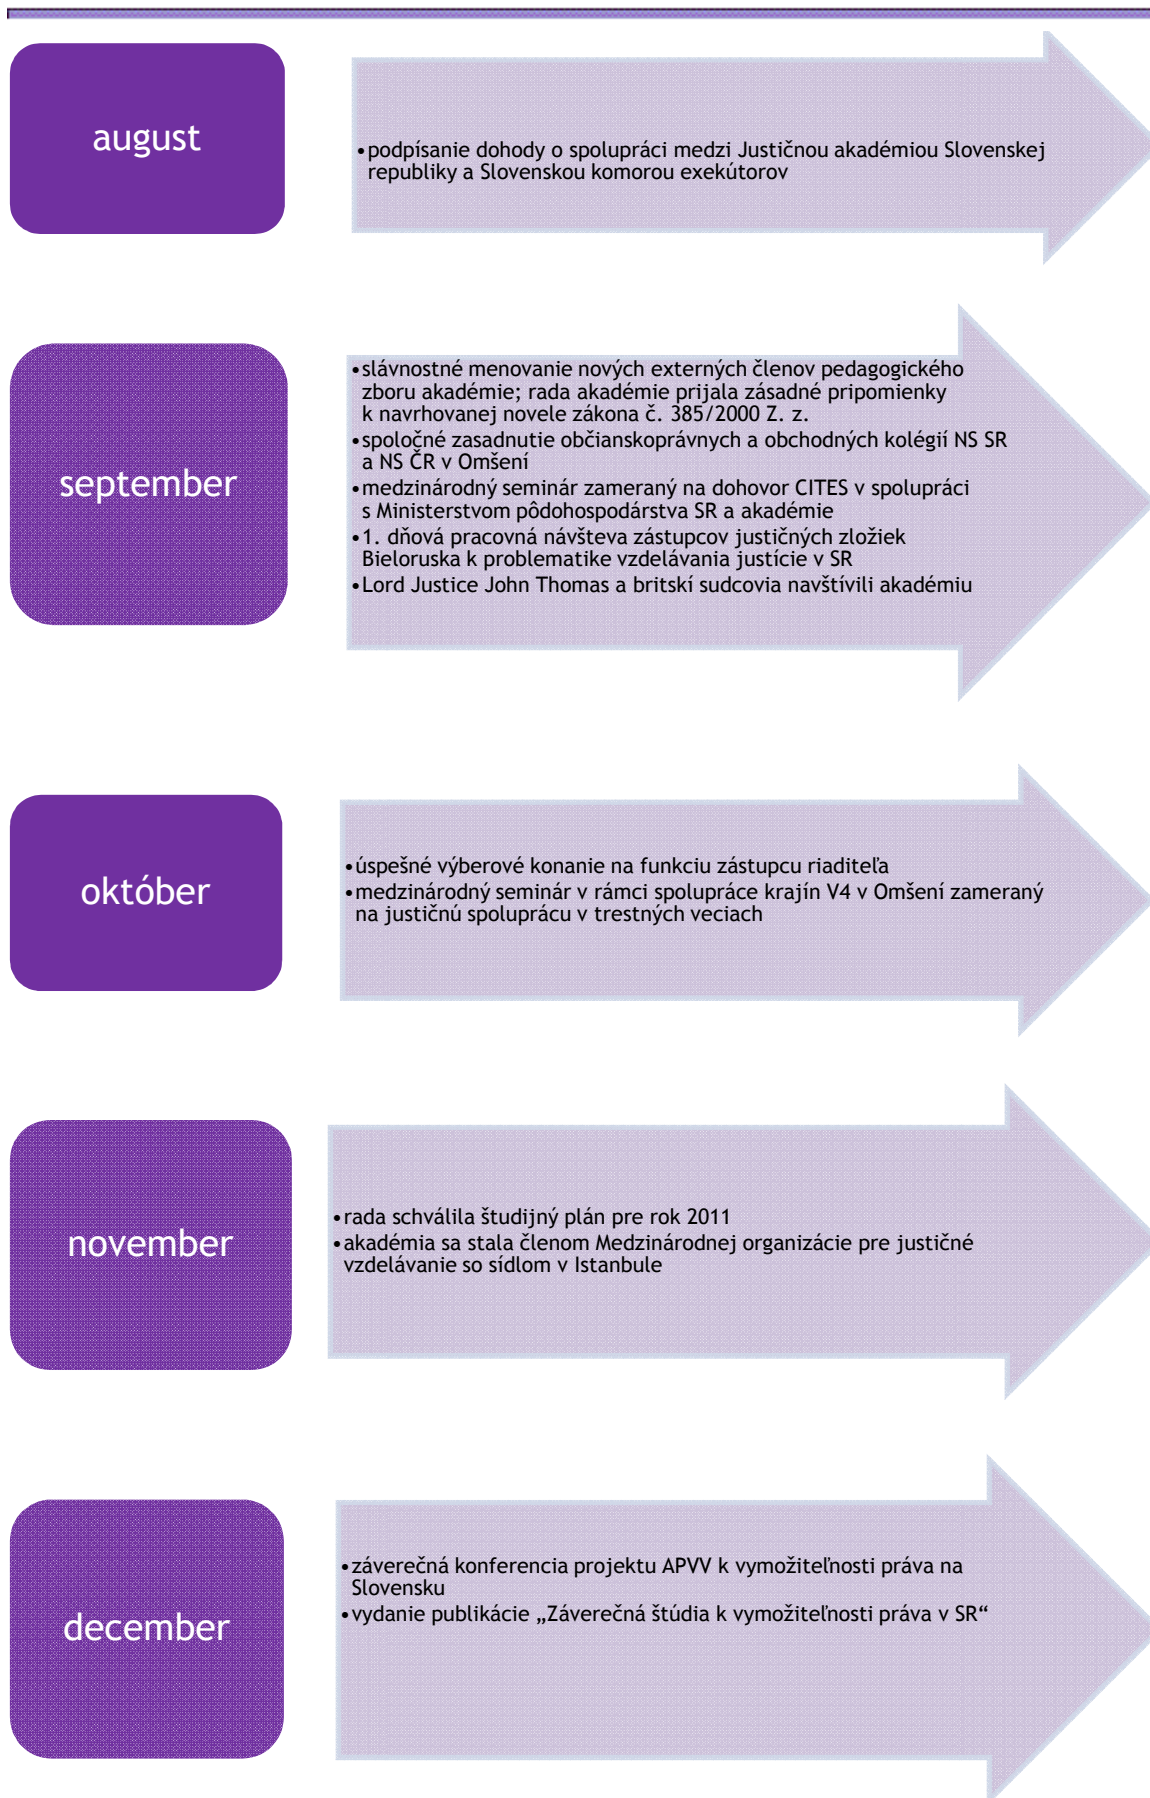 august
•podpísanie dohody o spolupráci medzi Justičnou akadémiou Slovenskej
republiky a Slovenskou komorou exekútorov
september
•slávnostné menovanie nových externých členov pedagogického
zboru akadémie; rada akadémie prijala zásadné pripomienky
k navrhovanej novele zákona č. 385/2000 Z. z.
•spoločné zasadnutie občianskoprávnych a obchodných kolégií NS SR
a NS ČR v Omšení
•medzinárodný seminár zameraný na dohovor CITES v spolupráci
s Ministerstvom pôdohospodárstva SR a akadémie
•1. dňová pracovná návšteva zástupcov justičných zložiek
Bieloruska k problematike vzdelávania justície v SR
•Lord Justice John Thomas a britskí sudcovia navštívili akadémiu
október
•úspešné výberové konanie na funkciu zástupcu riaditeľa
•medzinárodný seminár v rámci spolupráce krajín V4 v Omšení zameraný
na justičnú spoluprácu v trestných veciach
november
•rada schválila študijný plán pre rok 2011
•akadémia sa stala členom Medzinárodnej organizácie pre justičné
vzdelávanie so sídlom v Istanbule
december
•záverečná konferencia projektu APVV k vymožiteľnosti práva na
Slovensku
•vydanie publikácie „Záverečná štúdia k vymožiteľnosti práva v SR“